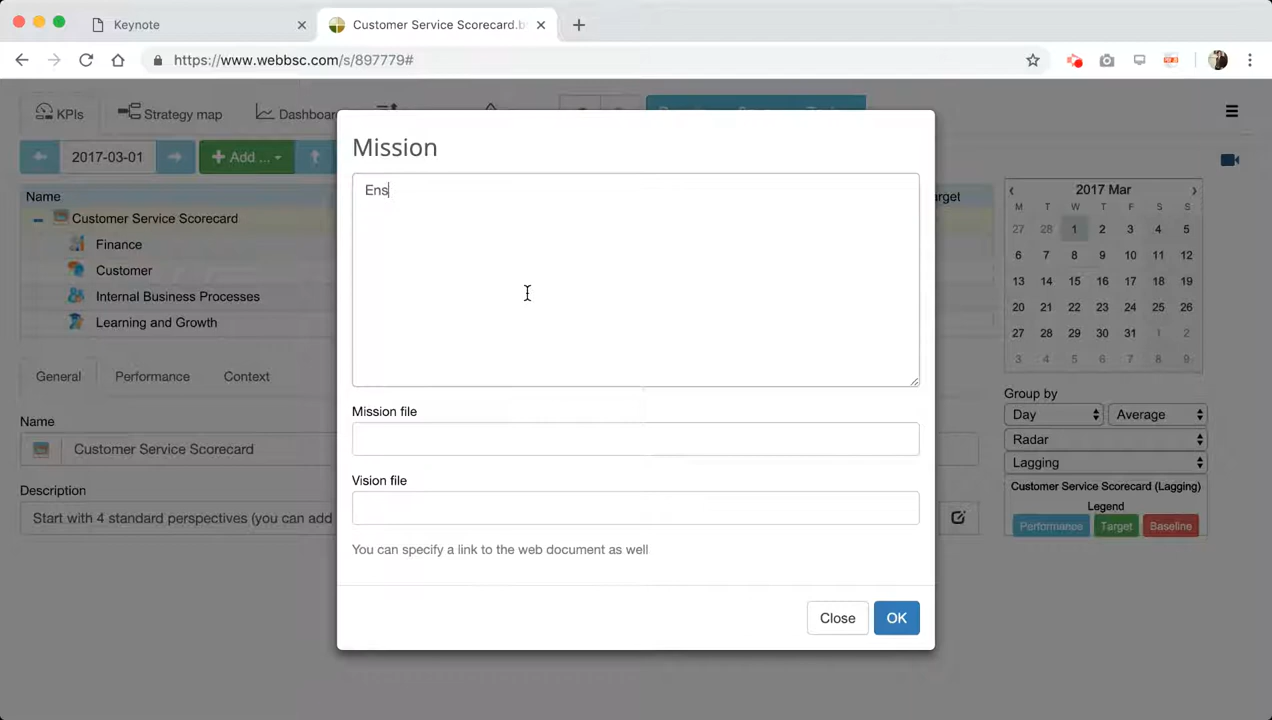 Keynote
Customer Service Scorecard.b
https://www.webbsc.com/s/897779#
KPIs
Strategy map
Dashboar
2017-03-01
Add ...
Name
Customer Service Scorecard
Finance
Customer
Internal Business Processes
Learning and Growth
General
Performance
Context
Name
Customer Service Scorecard
Description
Start with 4 standard perspectives (you can add
Mission
Ens
Mission file
Vision file
You can specify a link to the web document as well
Close
OK
rget
2017 Mar
M T W T F S S
27 28 1 2 3 4 5
6 7 8 9 10 11 12
13 14 15 16 17 18 19
20 21 22 23 24 25 26
27 28 29 30 31 1 2
3 4 5 6 7 8 9
Group by
Day
Average
Radar
Lagging
Customer Service Scorecard (Lagging)
Legend
Performance
Target
Baseline